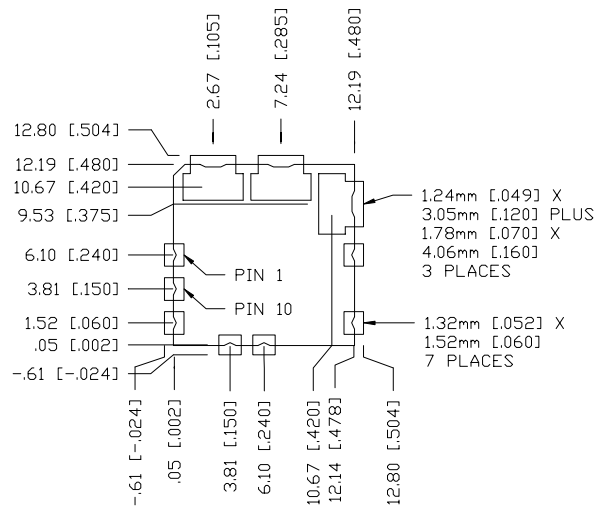 2.67 [.105]
7.24 [.285]
12.19 [.480]
12.80 [.504]
12.19 [.480]
10.67 [.420]
9.53 [.375]
6.10 [.240]
3.81 [.150]
1.52 [.060]
.05 [.002]
-.61 [-.024]
PIN 1
PIN 10
1.24mm [.049] X
3.05mm [.120] PLUS
1.78mm [.070] X
4.06mm [.160]
3 PLACES
1.32mm [.052] X
1.52mm [.060]
7 PLACES
-.61 [-.024]
.05 [.002]
3.81 [.150]
6.10 [.240]
10.67 [.420]
12.14 [.478]
12.80 [.504]